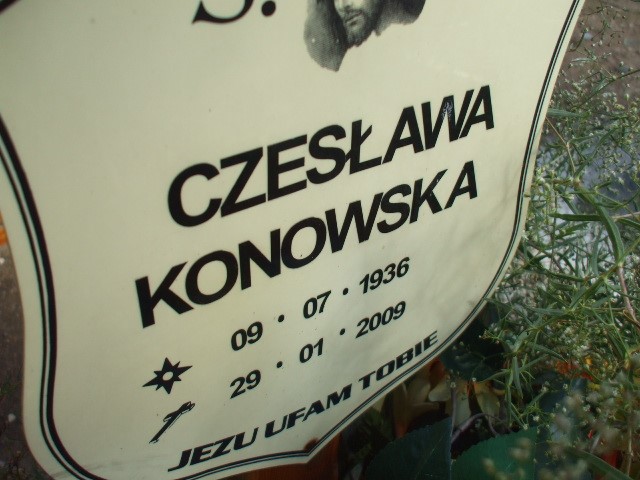 Ś.
CZESŁAWA
KONOWSKA
09 · 07 · 1936
29 · 01 · 2009
JEZU UFAM TOBIE